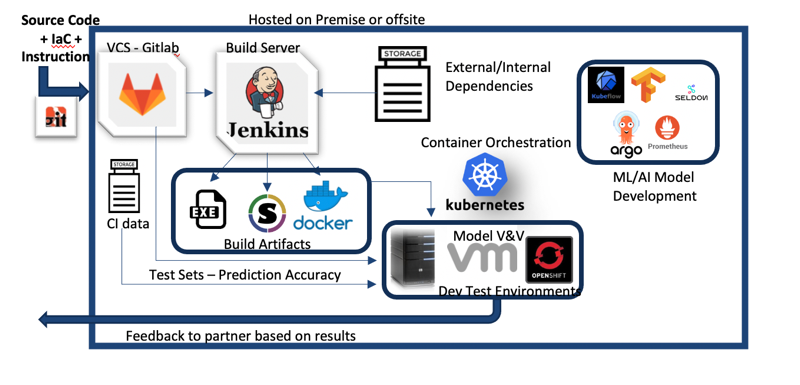 Source Code
+ IaC +
Instruction
Hosted on Premise or offsite
VCS - Gitlab
Build Server
STORAGE
External/Internal
Dependencies
Jenkins
git
Kubeflow
SELDON
argo
Prometheus
ML/AI Model
Development
Container Orchestration
kubernetes
STORAGE
CI data
EXE
S
docker
Build Artifacts
Model V&V
vm
OPENSHIFT
Dev Test Environments
Test Sets – Prediction Accuracy
Feedback to partner based on results